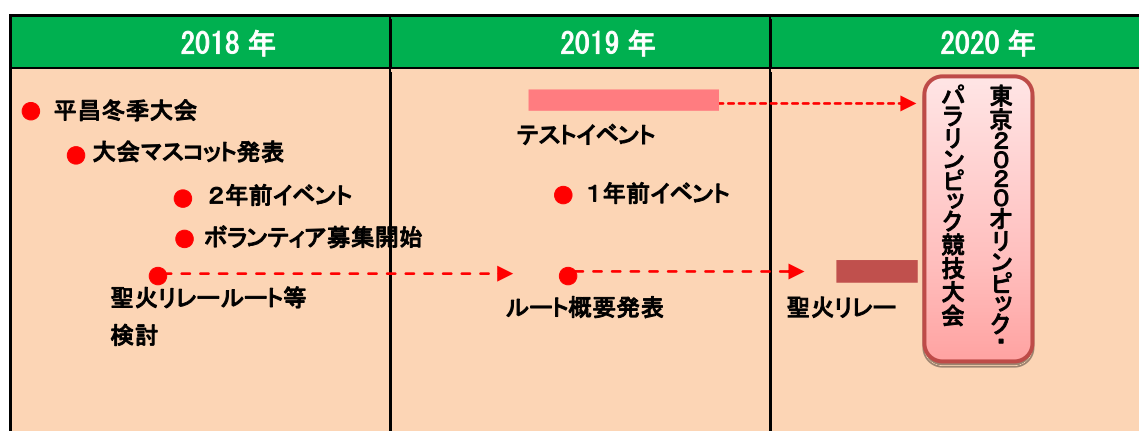 2018 年
2019 年
2020 年
平昌冬季大会
大会マスコット発表
２年前イベント
ボランティア募集開始
聖火リレールート等
検討
テストイベント
１年前イベント
ルート概要発表
聖火リレー
東京２０２０オリンピック・
パラリンピック競技大会